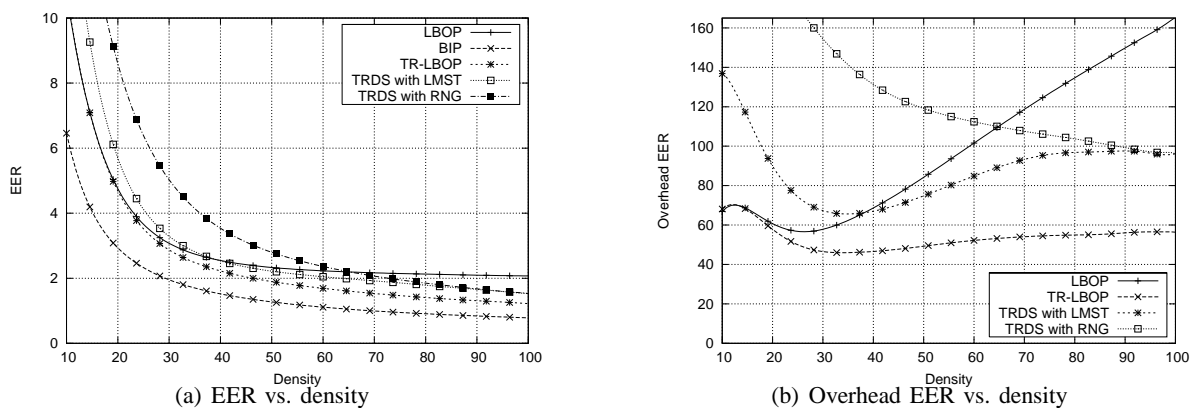 10
8
6
4
2
0
EER
LBOP
BIP
TR-LBOP
TRDS with LMST
TRDS with RNG
10 20 30 40 50 60 70 80 90 100
Density
(a) EER vs. density
160
140
120
100
80
60
40
20
0
Overhead EER
LBOP
TR-LBOP
TRDS with LMST
TRDS with RNG
10 20 30 40 50 60 70 80 90 100
Density
(b) Overhead EER vs. density